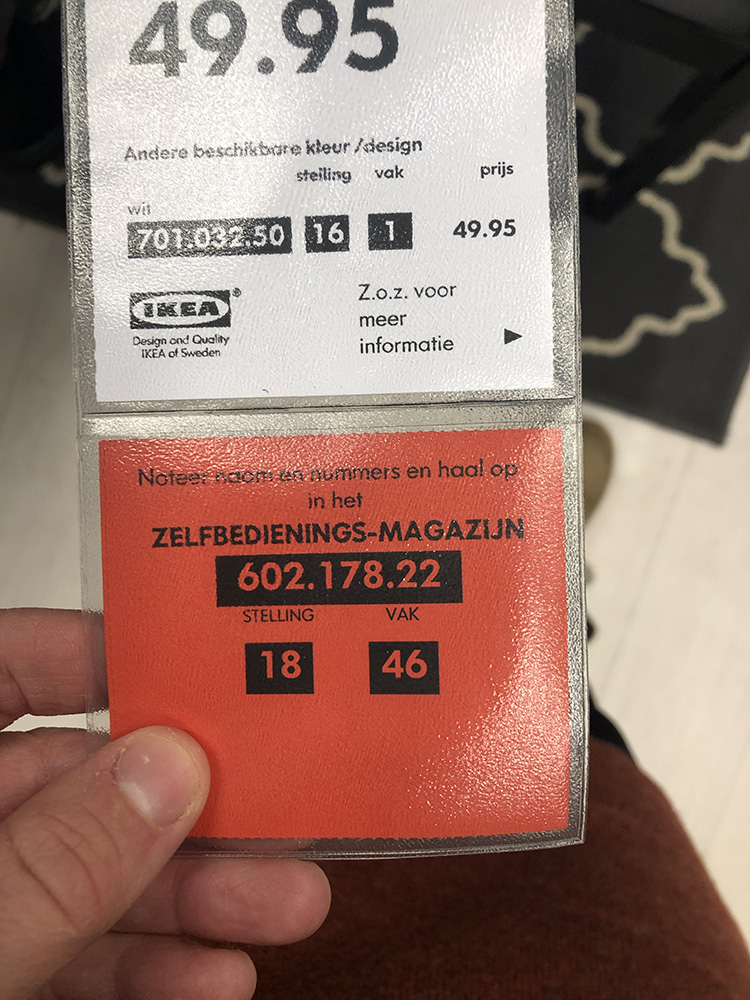 49.95
Andere beschikbare kleur /design
stelling vak prijs
wit
701.032.50 16 1 49.95
IKEA®
Design and Quality
IKEA of Sweden
Z.o.z. voor
meer
informatie
Noteer naam en nummers en haal op
in het
ZELFBEDIENINGS-MAGAZIJN
602.178.22
STELLING VAK
18 46